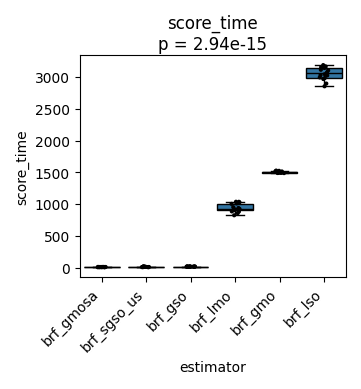 score_time
p = 2.94e-15
score_time
3000
2500
2000
1500
1000
500
0
brf_gmosa
brf_sgso_us
brf_gso
brf_lmo
brf_gmo
brf_lso
estimator